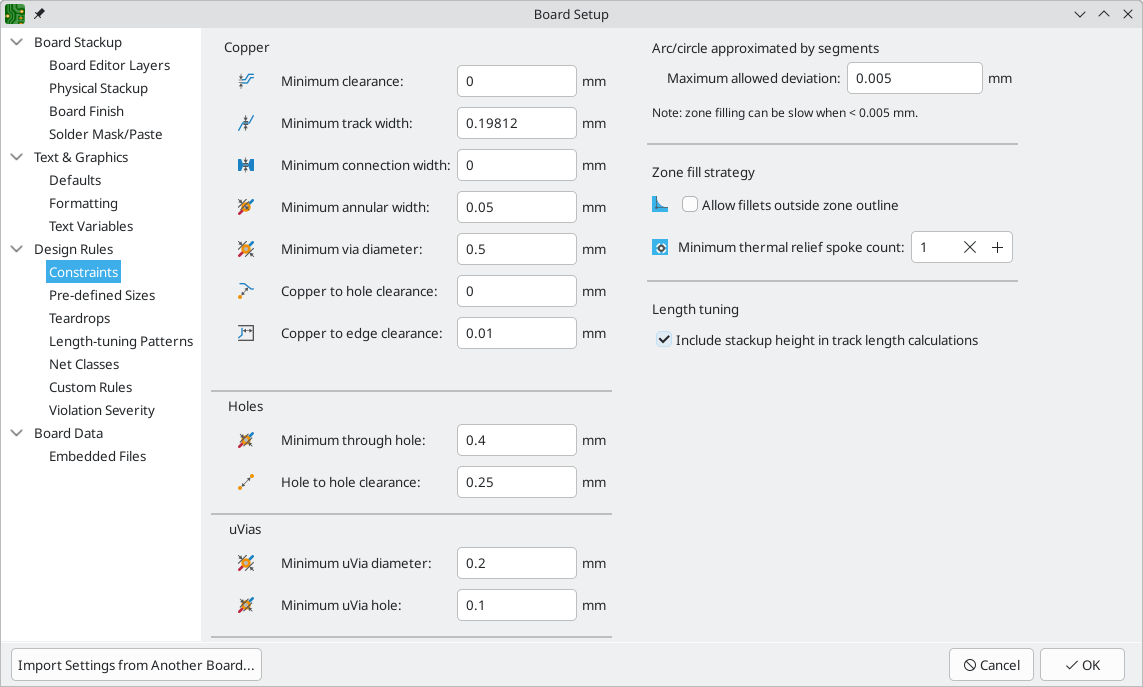 Board Setup
Board Stackup
Board Editor Layers
Physical Stackup
Board Finish
Solder Mask/Paste
Text & Graphics
Defaults
Formatting
Text Variables
Design Rules
Constraints
Pre-defined Sizes
Teardrops
Length-tuning Patterns
Net Classes
Custom Rules
Violation Severity
Board Data
Embedded Files
Copper
Minimum clearance: 0 mm
Minimum track width: 0.19812 mm
Minimum connection width: 0 mm
Minimum annular width: 0.05 mm
Minimum via diameter: 0.5 mm
Copper to hole clearance: 0 mm
Copper to edge clearance: 0.01 mm
Holes
Minimum through hole: 0.4 mm
Hole to hole clearance: 0.25 mm
uVias
Minimum uVia diameter: 0.2 mm
Minimum uVia hole: 0.1 mm
Arc/circle approximated by segments
Maximum allowed deviation: 0.005 mm
Note: zone filling can be slow when < 0.005 mm.
Zone fill strategy
Allow fillets outside zone outline
Minimum thermal relief spoke count: 1
Length tuning
Include stackup height in track length calculations
Import Settings from Another Board...
Cancel
OK